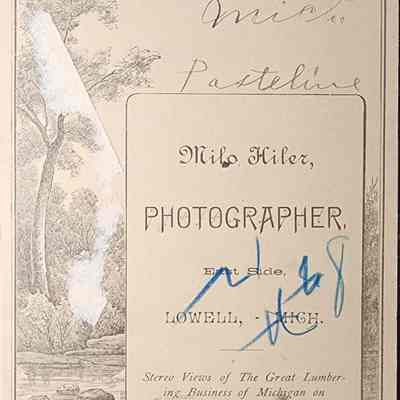 Mrs.
Pasteline
Milo Hiler,
PHOTOGRAPHER,
East Side,
LOWELL, - MICH.
Stereo Views of The Great Lumber-
ing Business of Michigan on